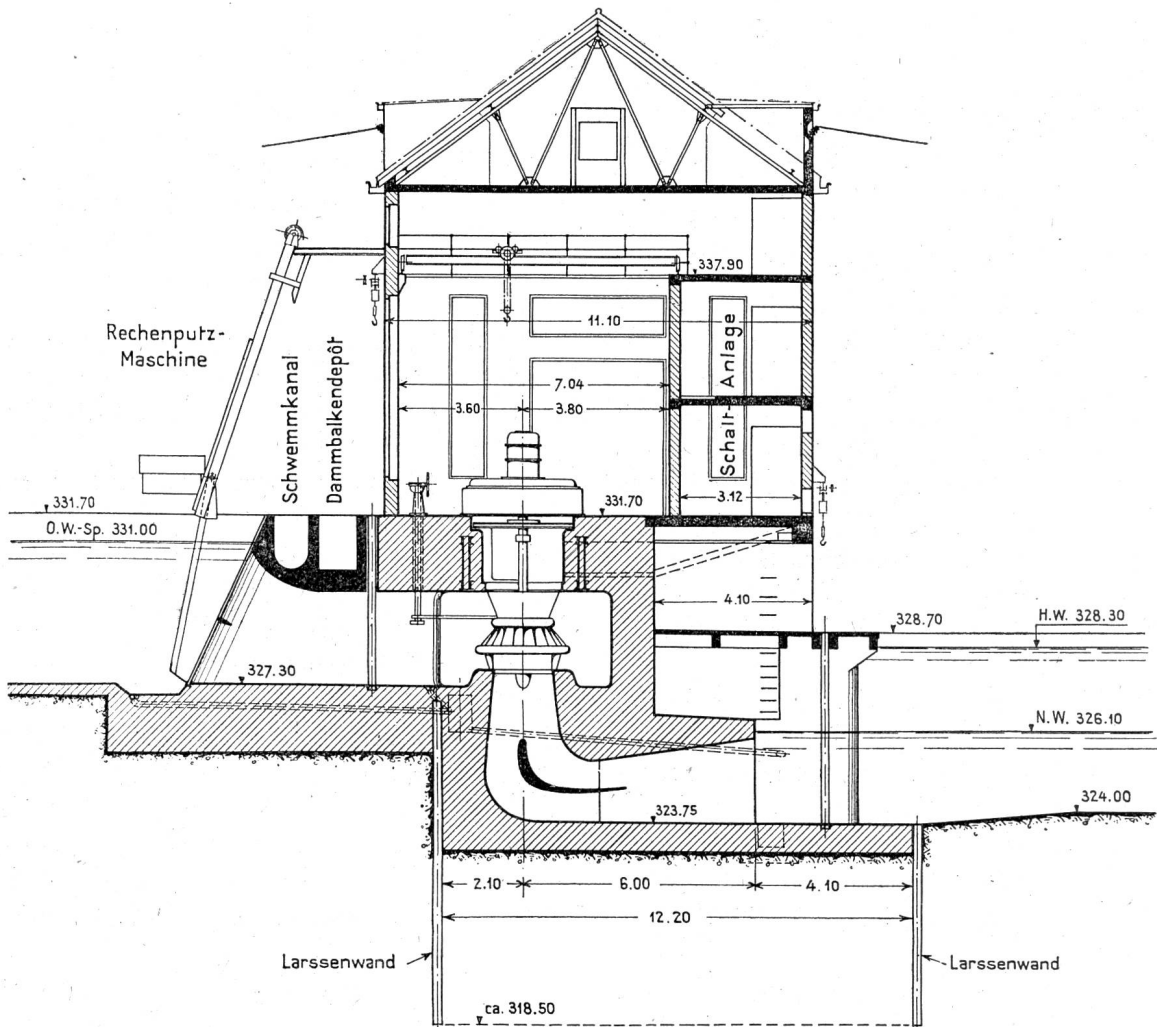 337.90
11.10
Rechenputz-
Maschine
Schwemmkanal
Dammbalkendepôt
Schalt-Anlage
7.04
3.60
3.80
3.12
331.70
331.70
O.W.-Sp. 331.00
4.10
328.70
H.W. 328.30
327.30
N.W. 326.10
323.75
324.00
2.10
6.00
4.10
12.20
Larssenwand
Larssenwand
ca. 318.50